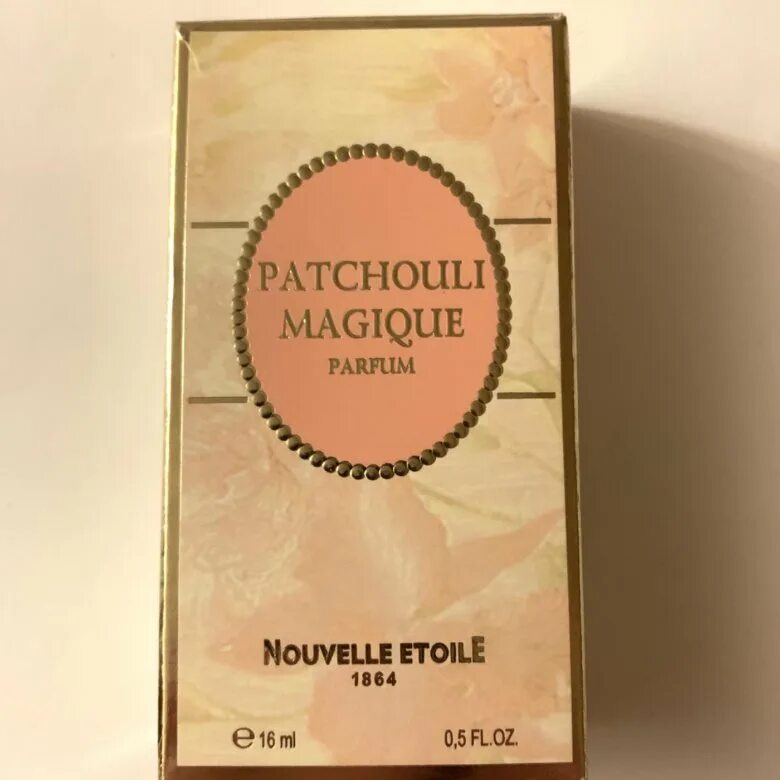 PATCHOULI
MAGIQUE
PARFUM
NOUVELLE ETOILE
1864
℮ 16 ml 0,5 FL.OZ.